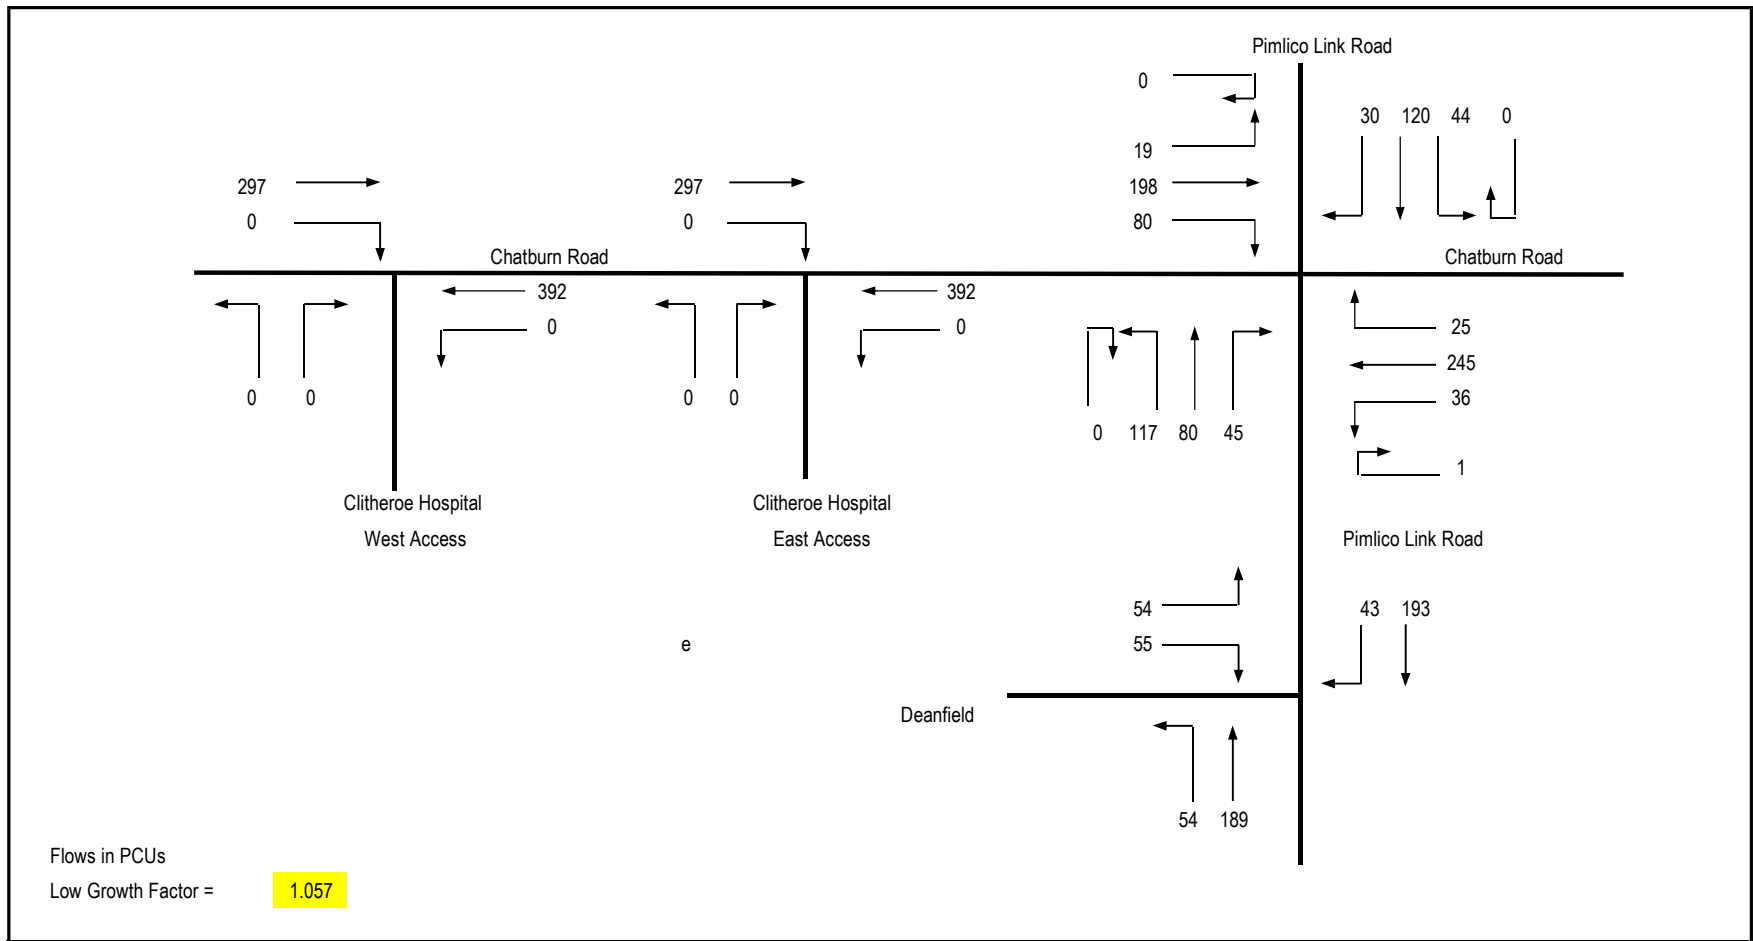 Pimlico Link Road
0
30 120 44 0
19
297
297
198
0
0
80
Chatburn Road
Chatburn Road
392
392
0
0
25
245
36
0 0
0 0
0 117 80 45
1
Clitheroe Hospital
West Access
Clitheroe Hospital
East Access
Pimlico Link Road
54
43 193
55
e
Deanfield
54 189
Flows in PCUs
Low Growth Factor = 1.057